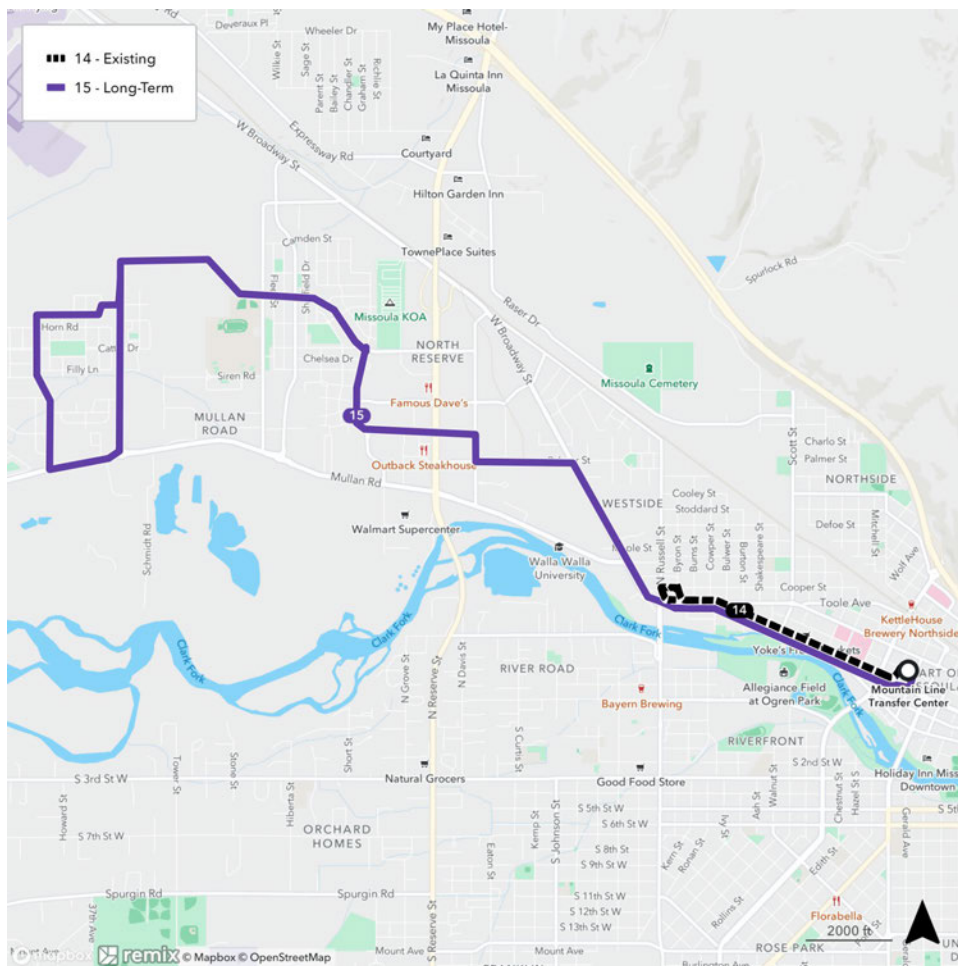 14 - Existing
15 - Long-Term
Deveraux Pl
Wheeler Dr
Wilkie St
Sage St
Parent St
Bailey St
Chandler St
Graham St
Richlie St
My Place Hotel-
Missoula
La Quinta Inn
Missoula
W Broadway St
Expressway Rd
Courtyard
Hilton Garden Inn
TownePlace Suites
Spurlock Rd
Camden St
Raser Dr
W Broadway St
Missoula KOA
Horn Rd
Chelsea Dr
NORTH
RESERVE
Filly Ln
Siren Rd
Missoula Cemetery
Famous Dave's
15
MULLAN
ROAD
Outback Steakhouse
Mullan Rd
Scott St
Charlo St
Palmer St
NORTHSIDE
Cooley St
Stoddard St
WESTSIDE
Walmart Supercenter
Schmidt Rd
Defoe St
Mitchell St
Wolf Ave
Walla Walla
University
N Russell St
Byron St
Burns St
Cowper St
Bulwer St
Burton St
Shakespeare St
Cooper St
Toole Ave
14
KettleHouse
Brewery Northside
Clark Fork
Clark Fork
Clark Fork
Clark Fork
RIVER ROAD
N Grove St
N Reserve St
N Davis St
Allegiance Field
at Ogren Park
Mountain Line
Transfer Center
Bayern Brewing
RIVERFRONT
Short St
S Curtis St
Tower St
Stone St
Natural Grocers
Good Food Store
S 2nd St W
Holiday Inn
Downtown
S 3rd St W
Howard St
Hiberta St
S 7th St W
ORCHARD
HOMES
Kemp St
S Johnson St
S 5th St W
S 6th St W
S 8th St
S 9th St W
Ivy St
Ash St
Walnut St
Chestnut St
Hazel St S
Gerald Ave
Eaton St
Kern St
Ronan St
Edith St
Spurgin Rd
Spurgin Rd
S 11th St W
S 12th St W
S 13th St W
Rollins St
37th Ave
S Reserve St
Florabella
2000 ft
Mount Ave
Mount Ave
Burlington Ave
ROSE PARK
mapbox
remix
© Mapbox © OpenStreetMap